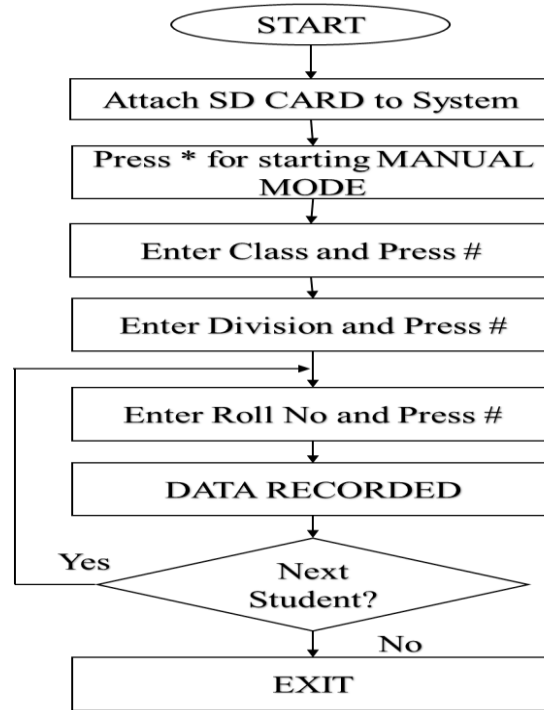 START
Attach SD CARD to System
Press * for starting MANUAL
MODE
Enter Class and Press #
Enter Division and Press #
Enter Roll No and Press #
DATA RECORDED
Yes
Next
Student?
No
EXIT